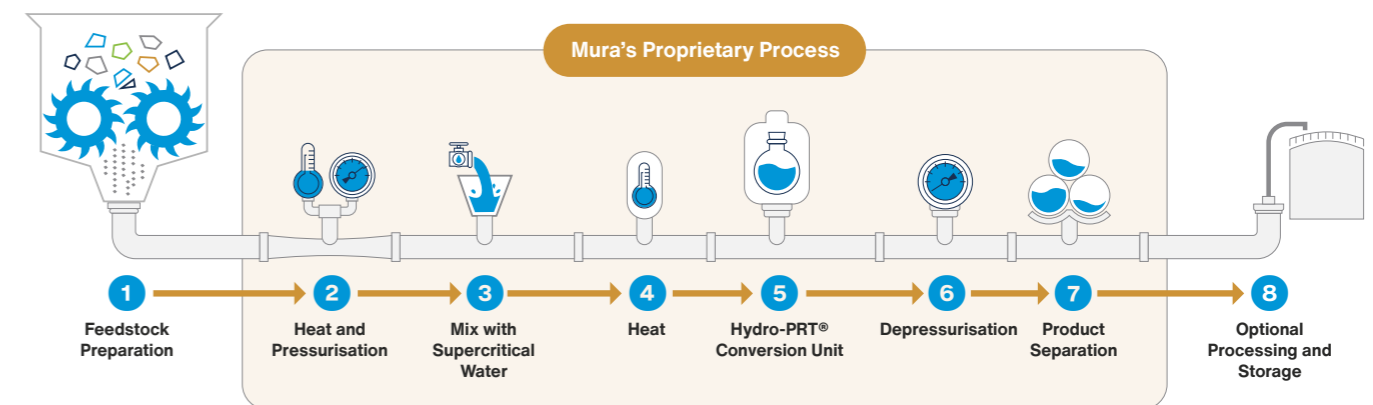 Mura's Proprietary Process
1
2
3
4
5
6
7
8
Feedstock
Preparation
Heat and
Pressurisation
Mix with
Supercritical
Water
Heat
Hydro-PRT®
Conversion Unit
Depressurisation
Product
Separation
Optional
Processing and
Storage